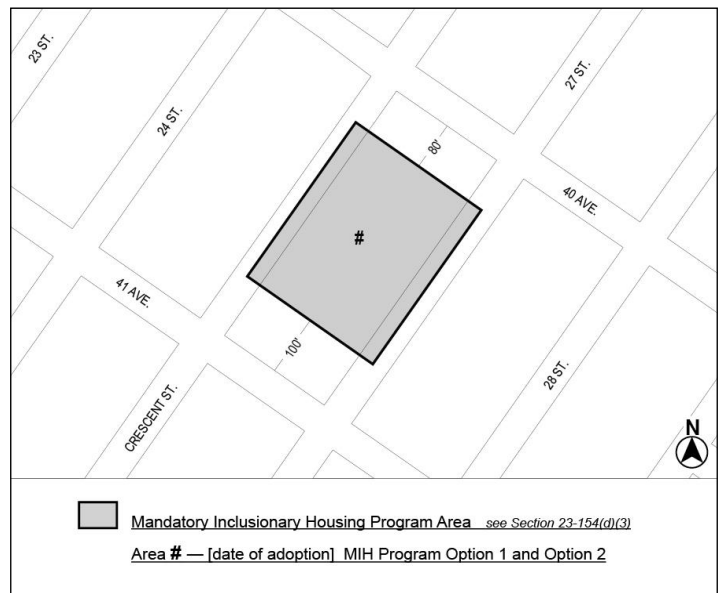 23 ST.
24 ST.
27 ST.
80'
40 AVE.
#
41 AVE.
100'
28 ST.
CRESCENT ST.
N
Mandatory Inclusionary Housing Program Area see Section 23-154(d)(3)
Area # — [date of adoption] MIH Program Option 1 and Option 2